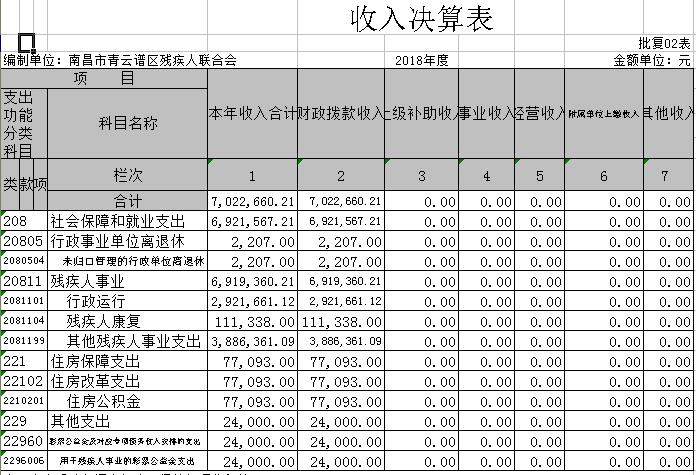 收入决算表
批复02表
编制单位：南昌市青云谱区残疾人联合会 2018年度 金额单位：元
项 目
支出功能分类科目 科目名称 本年收入合计 财政拨款收入 上级补助收入 事业收入 经营收入 附属单位上缴收入 其他收入
类 款 项 栏次 1 2 3 4 5 6 7
合计 7,022,660.21 7,022,660.21 0.00 0.00 0.00 0.00 0.00
208 社会保障和就业支出 6,921,567.21 6,921,567.21 0.00 0.00 0.00 0.00 0.00
20805 行政事业单位离退休 2,207.00 2,207.00 0.00 0.00 0.00 0.00 0.00
2080504 未归口管理的行政单位离退休 2,207.00 2,207.00 0.00 0.00 0.00 0.00 0.00
20811 残疾人事业 6,919,360.21 6,919,360.21 0.00 0.00 0.00 0.00 0.00
2081101 行政运行 2,921,661.12 2,921,661.12 0.00 0.00 0.00 0.00 0.00
2081104 残疾人康复 111,338.00 111,338.00 0.00 0.00 0.00 0.00 0.00
2081199 其他残疾人事业支出 3,886,361.09 3,886,361.09 0.00 0.00 0.00 0.00 0.00
221 住房保障支出 77,093.00 77,093.00 0.00 0.00 0.00 0.00 0.00
22102 住房改革支出 77,093.00 77,093.00 0.00 0.00 0.00 0.00 0.00
2210201 住房公积金 77,093.00 77,093.00 0.00 0.00 0.00 0.00 0.00
229 其他支出 24,000.00 24,000.00 0.00 0.00 0.00 0.00 0.00
22960 彩票公益金及对应专项债务收入安排的支出 24,000.00 24,000.00 0.00 0.00 0.00 0.00 0.00
2296006 用于残疾人事业的彩票公益金支出 24,000.00 24,000.00 0.00 0.00 0.00 0.00 0.00